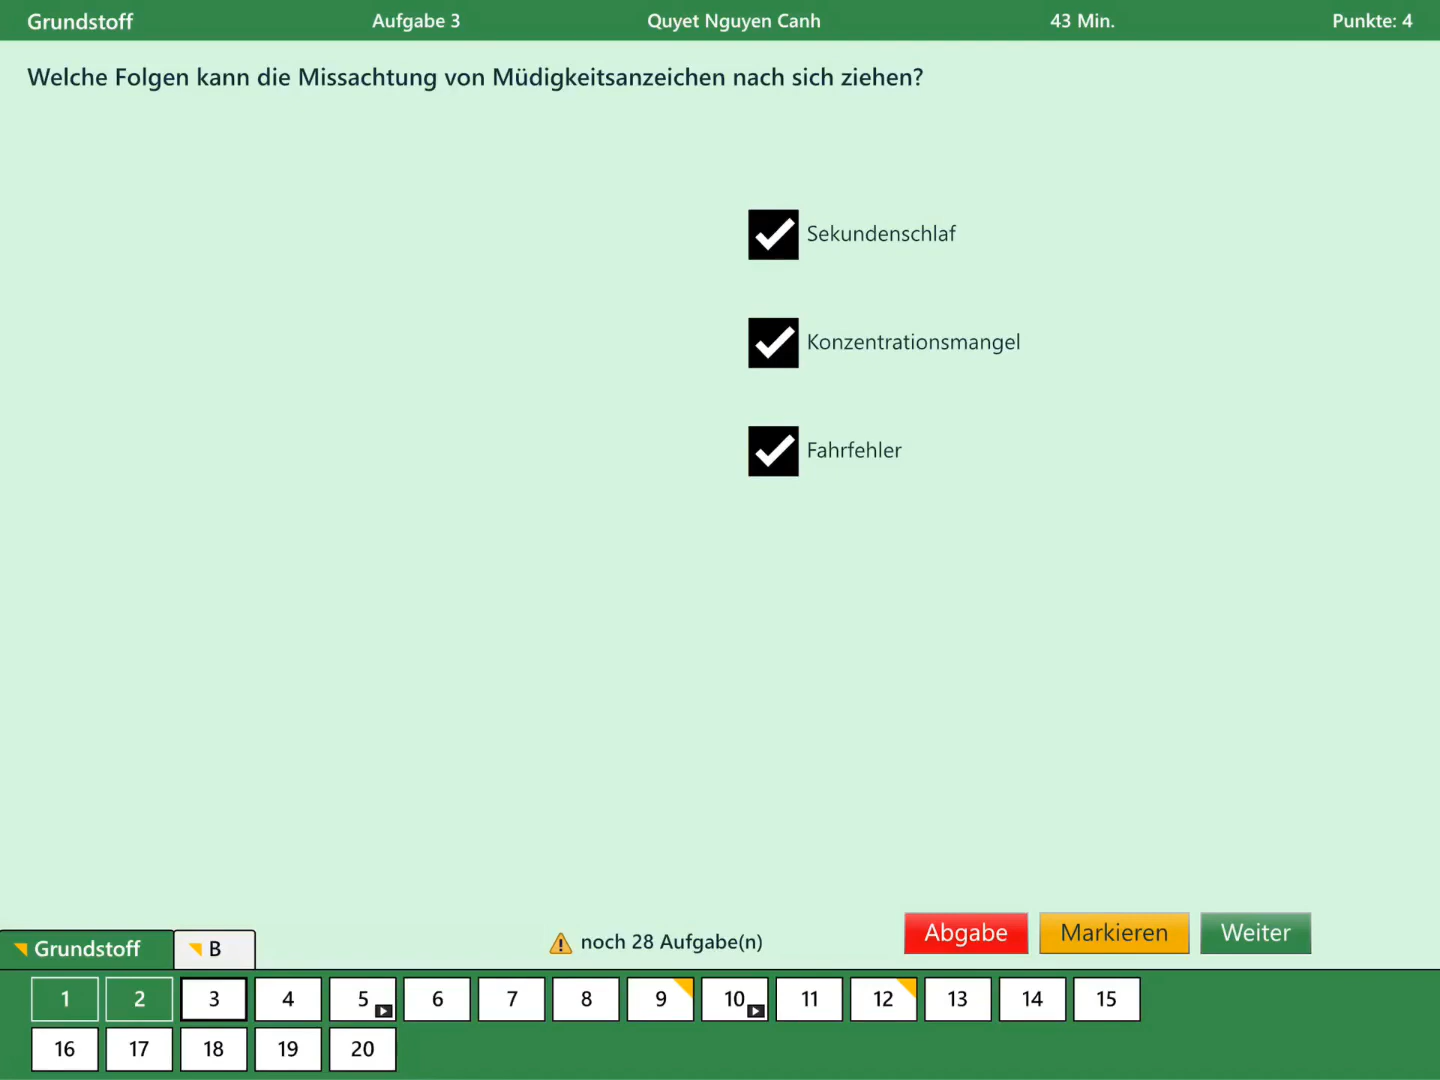 Grundstoff Aufgabe 3 Quyet Nguyen Canh 43 Min. Punkte: 4
Welche Folgen kann die Missachtung von Müdigkeitsanzeichen nach sich ziehen?
Sekundenschlaf
Konzentrationsmangel
Fahrfehler
Grundstoff B noch 28 Aufgabe(n) Abgabe Markieren Weiter
1 2 3 4 5 6 7 8 9 10 11 12 13 14 15
16 17 18 19 20